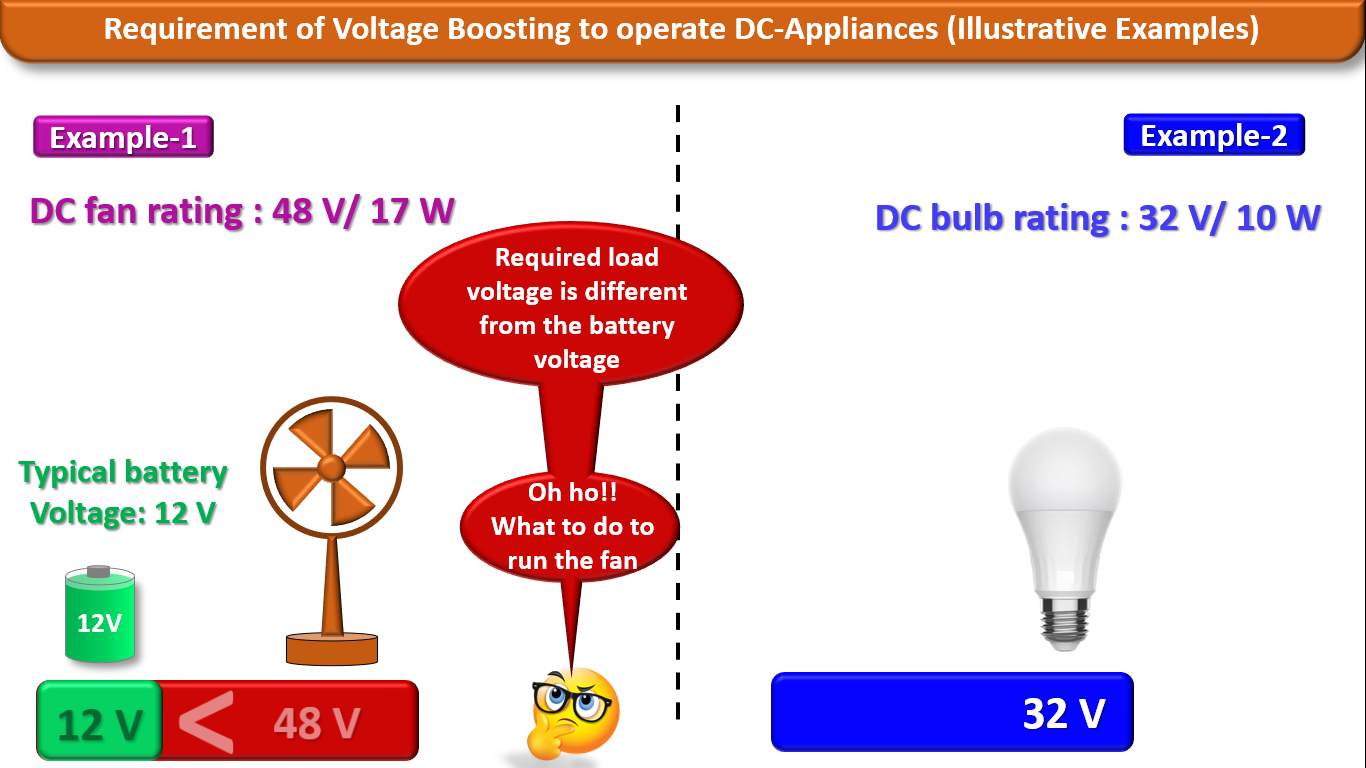 Requirement of Voltage Boosting to operate DC-Appliances (Illustrative Examples)
Example-1
DC fan rating : 48 V/ 17 W
Required load
voltage is different
from the battery
voltage
Oh ho!!
What to do to
run the fan
Typical battery
Voltage: 12 V
12V
12 V < 48 V
Example-2
DC bulb rating : 32 V/ 10 W
32 V